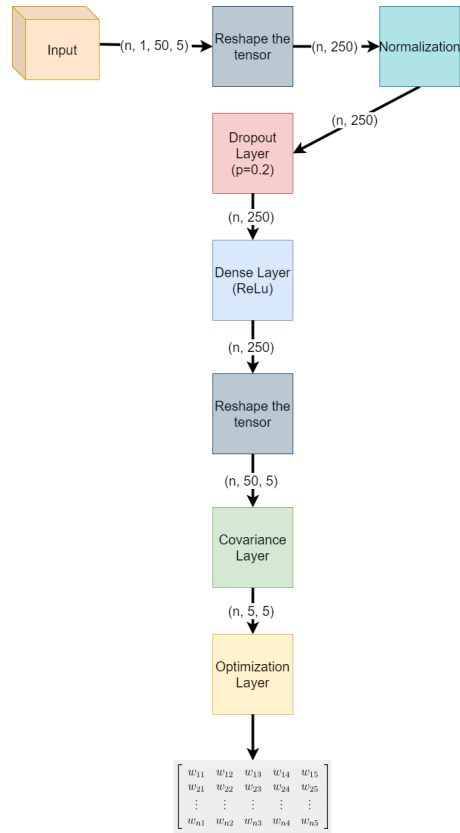 Input
(n, 1, 50, 5)
Reshape the
tensor
(n, 250)
Normalization
(n, 250)
Dropout
Layer
(p=0.2)
(n, 250)
Dense Layer
(ReLu)
(n, 250)
Reshape the
tensor
(n, 50, 5)
Covariance
Layer
(n, 5, 5)
Optimization
Layer
w11 w12 w13 w14 w15
w21 w22 w23 w24 w25
⋮ ⋮ ⋮ ⋮ ⋮
wn1 wn2 wn3 wn4 wn5